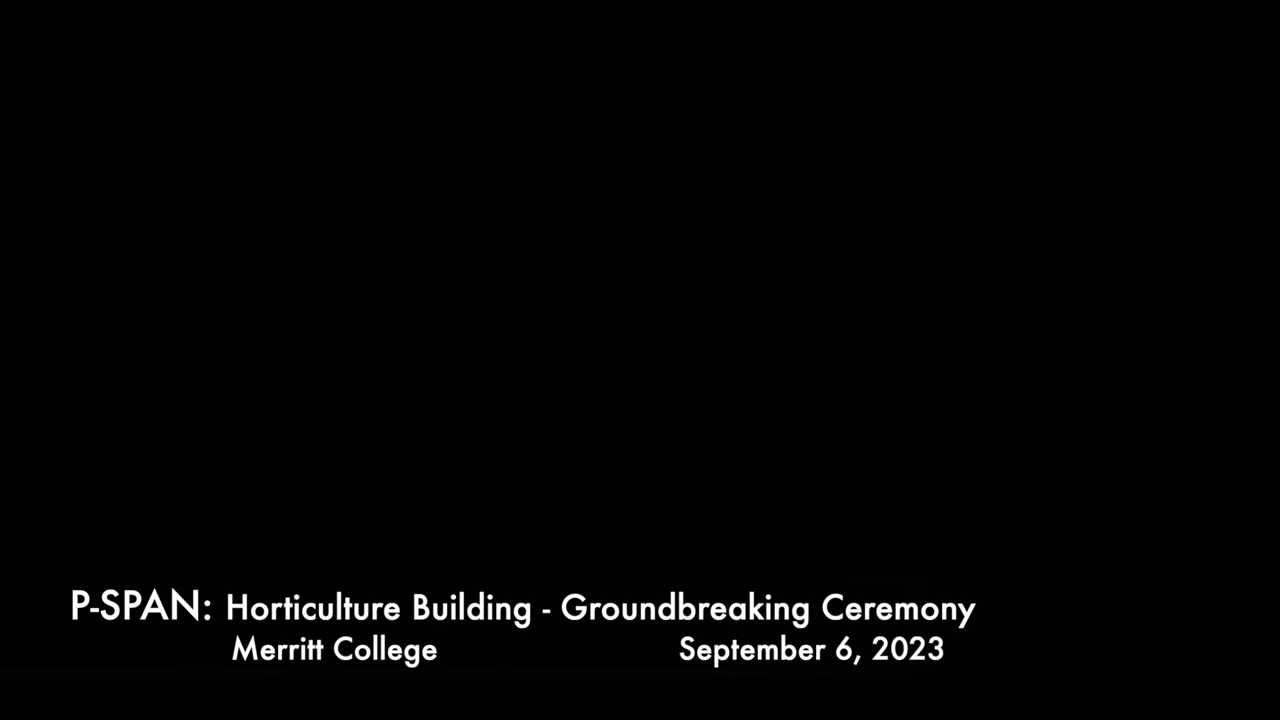 P-SPAN: Horticulture Building - Groundbreaking Ceremony
Merritt College September 6, 2023